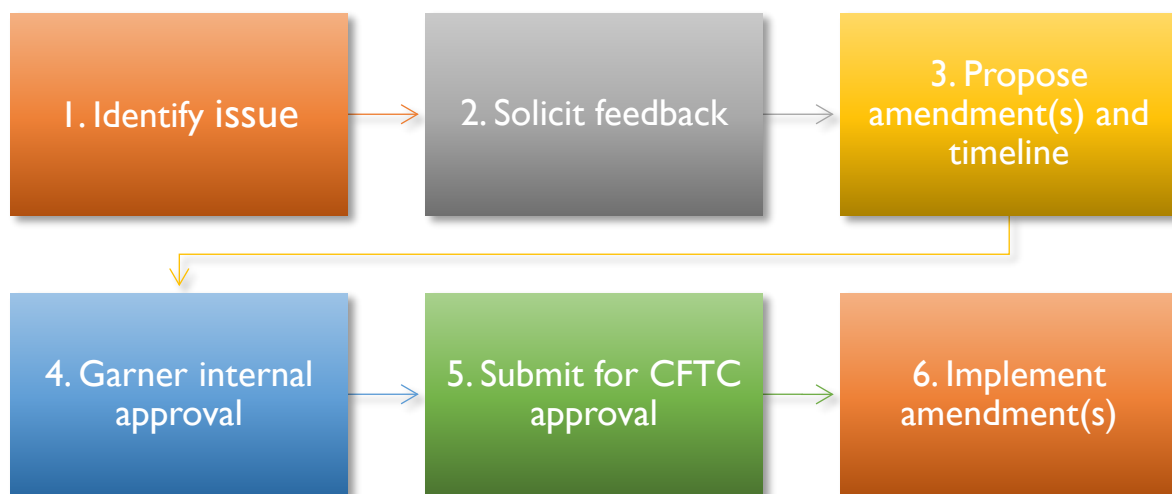 1. Identify issue
2. Solicit feedback
3. Propose
amendment(s) and
timeline
4. Garner internal
approval
5. Submit for CFTC
approval
6. Implement
amendment(s)